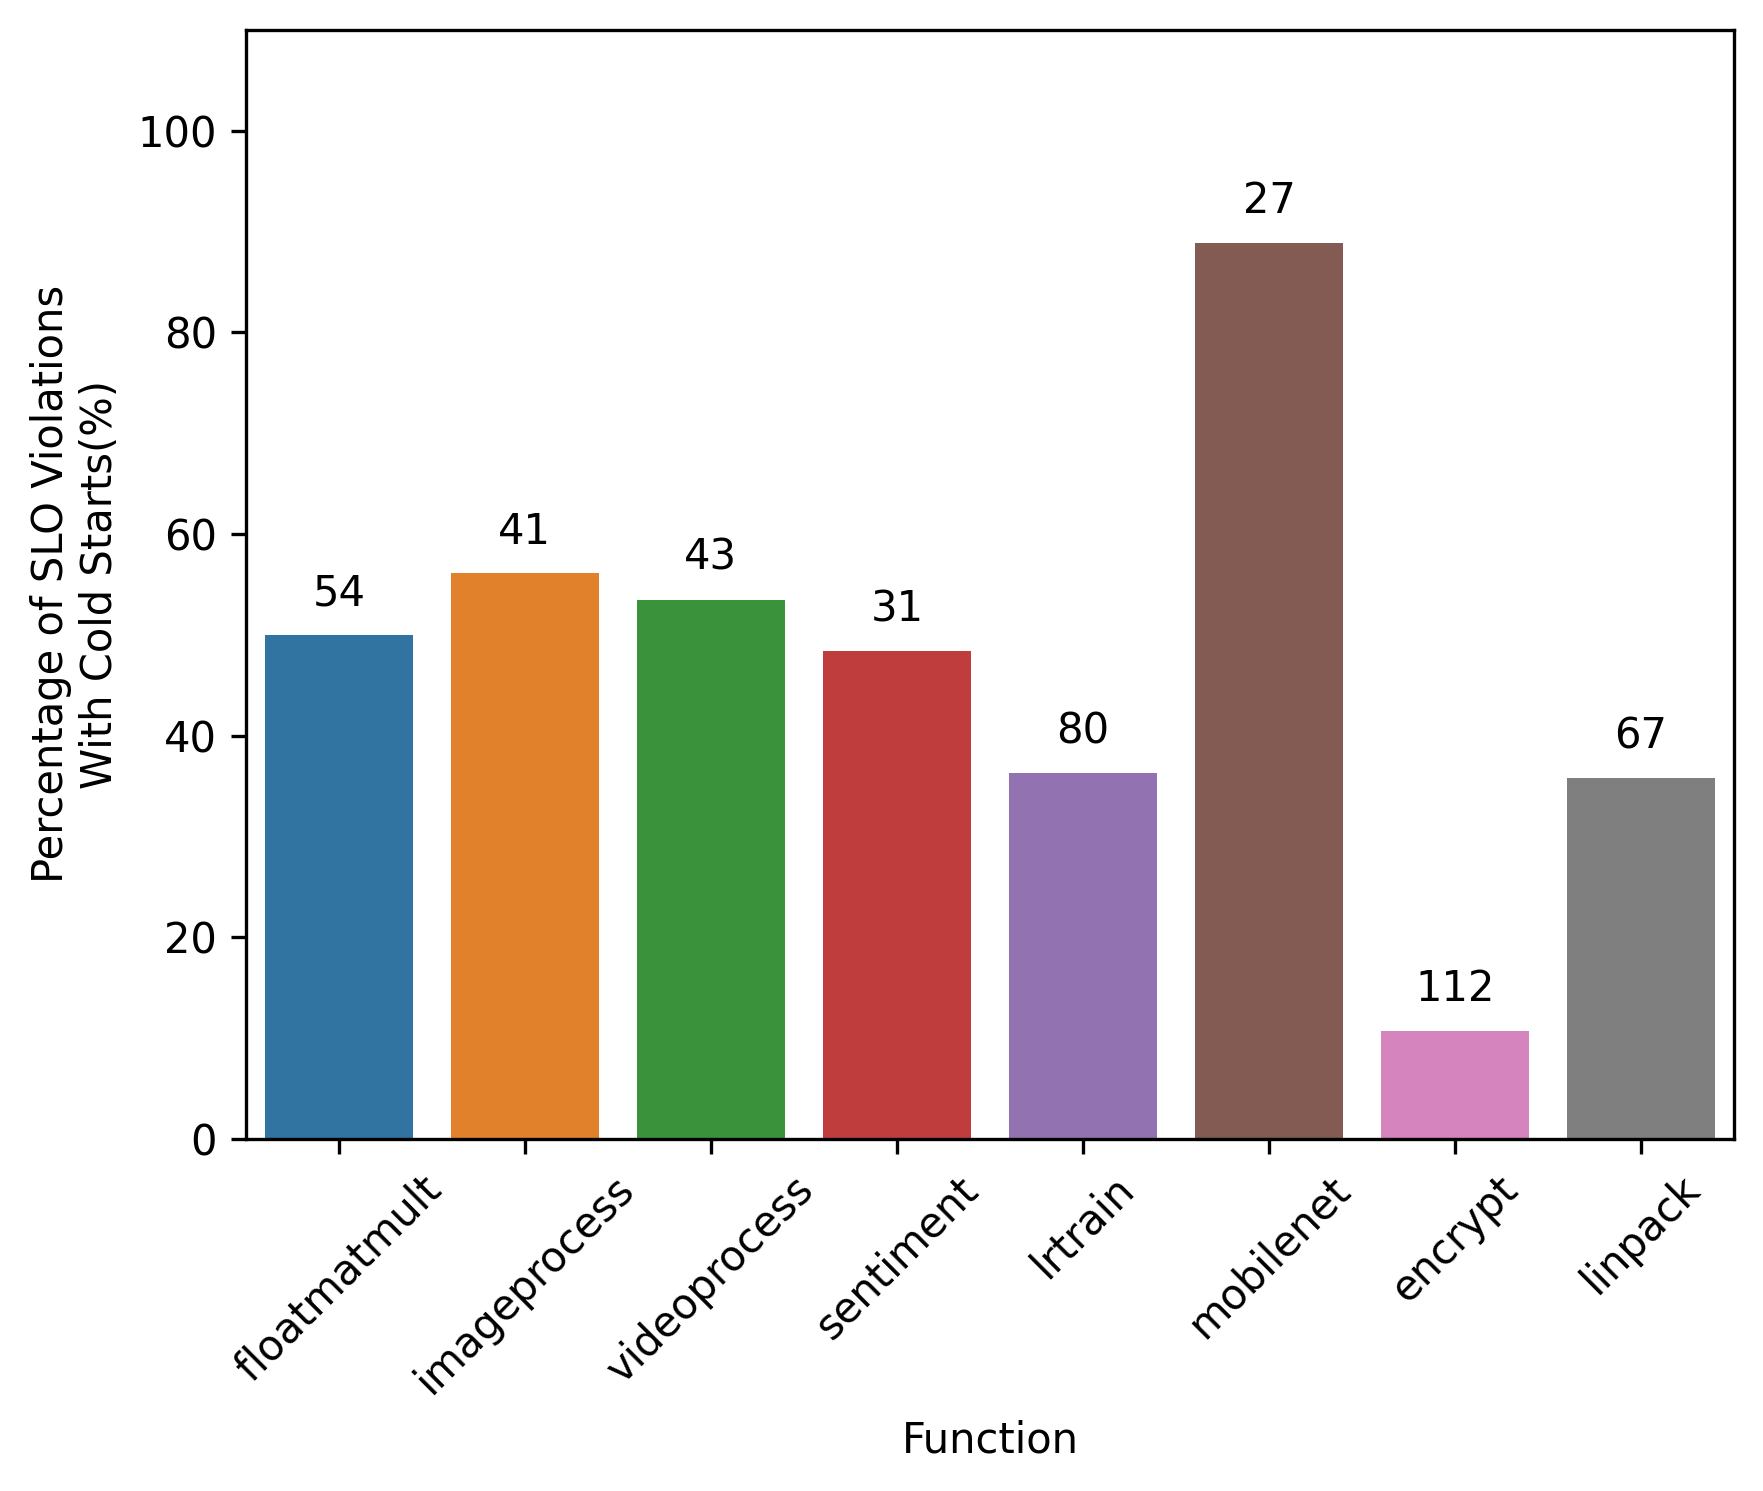 Percentage of SLO Violations
With Cold Starts(%)
100
80
60
40
20
0
54
41
43
31
80
27
112
67
floatmatmult
imageprocess
videoprocess
sentiment
lrtrain
mobilenet
encrypt
linpack
Function